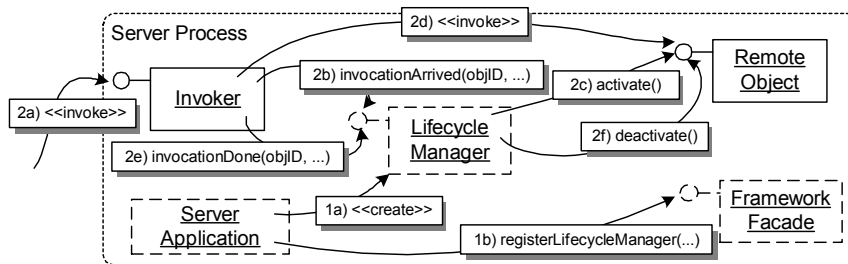 Server Process
2d) <<invoke>>
Remote
Object
2b) invocationArrived(objID, ...)
Invoker
2c) activate()
2a) <<invoke>>
Lifecycle
Manager
2f) deactivate()
2e) invocationDone(objID, ...)
Framework
Facade
Server
Application
1a) <<create>>
1b) registerLifecycleManager(...)